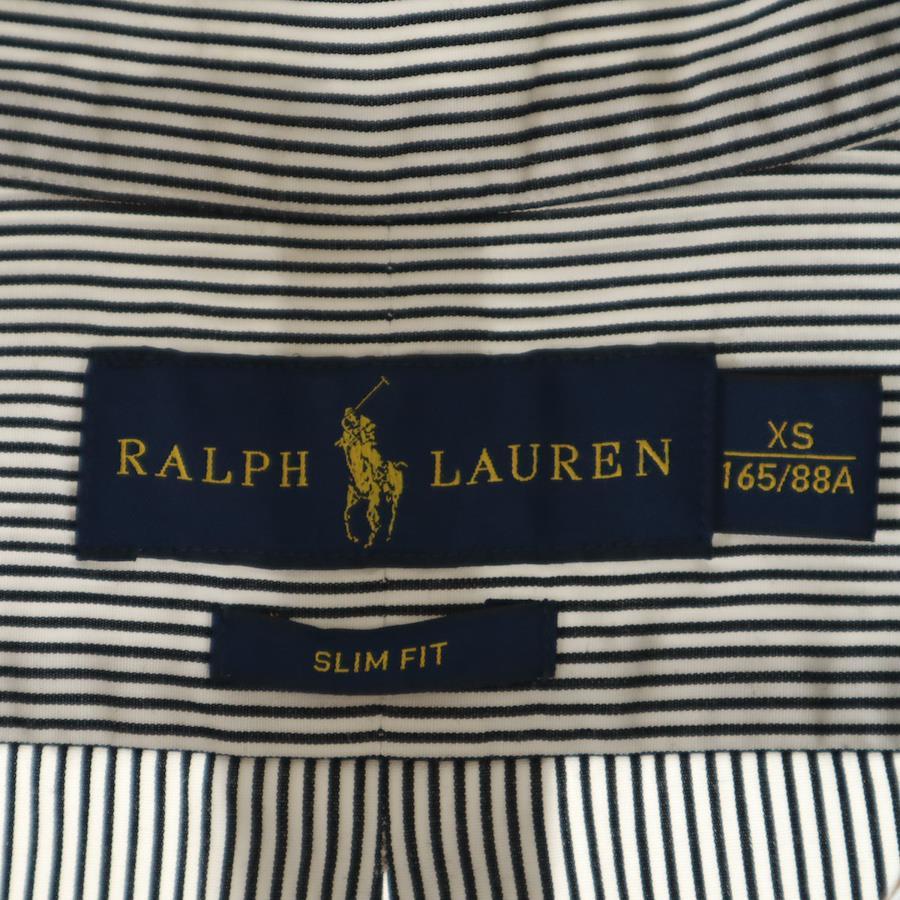 RALPH LAUREN
XS
165/88A
SLIM FIT